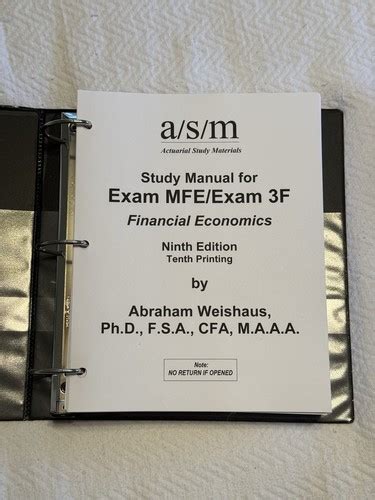 a/s/m
Actuarial Study Materials
Study Manual for
Exam MFE/Exam 3F
Financial Economics
Ninth Edition
Tenth Printing
by
Abraham Weishaus,
Ph.D., F.S.A., CFA, M.A.A.A.
Note:
NO RETURN IF OPENED